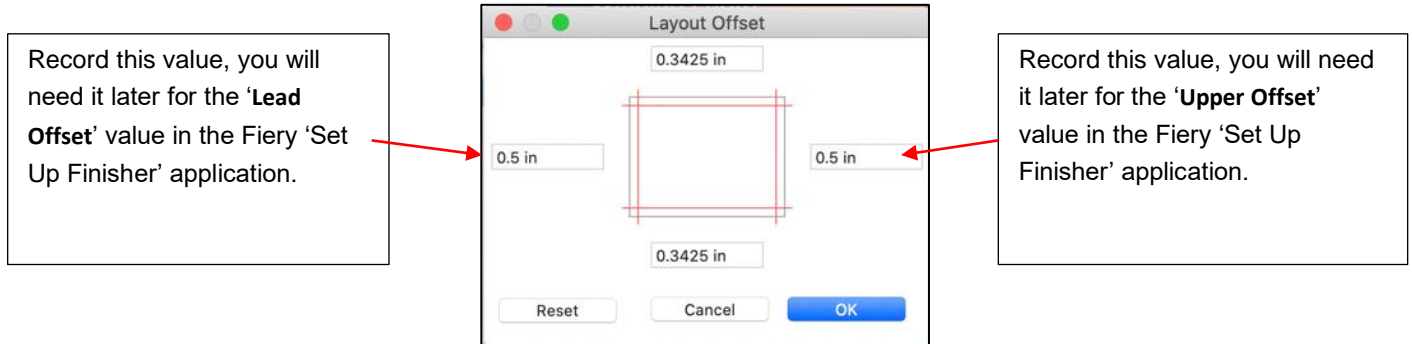 Record this value, you will
need it later for the ‘Lead
Offset’ value in the Fiery ‘Set
Up Finisher’ application.
Layout Offset
0.3425 in
0.5 in
0.5 in
0.3425 in
Reset
Cancel
OK
Record this value, you will need
it later for the ‘Upper Offset’
value in the Fiery ‘Set Up
Finisher’ application.